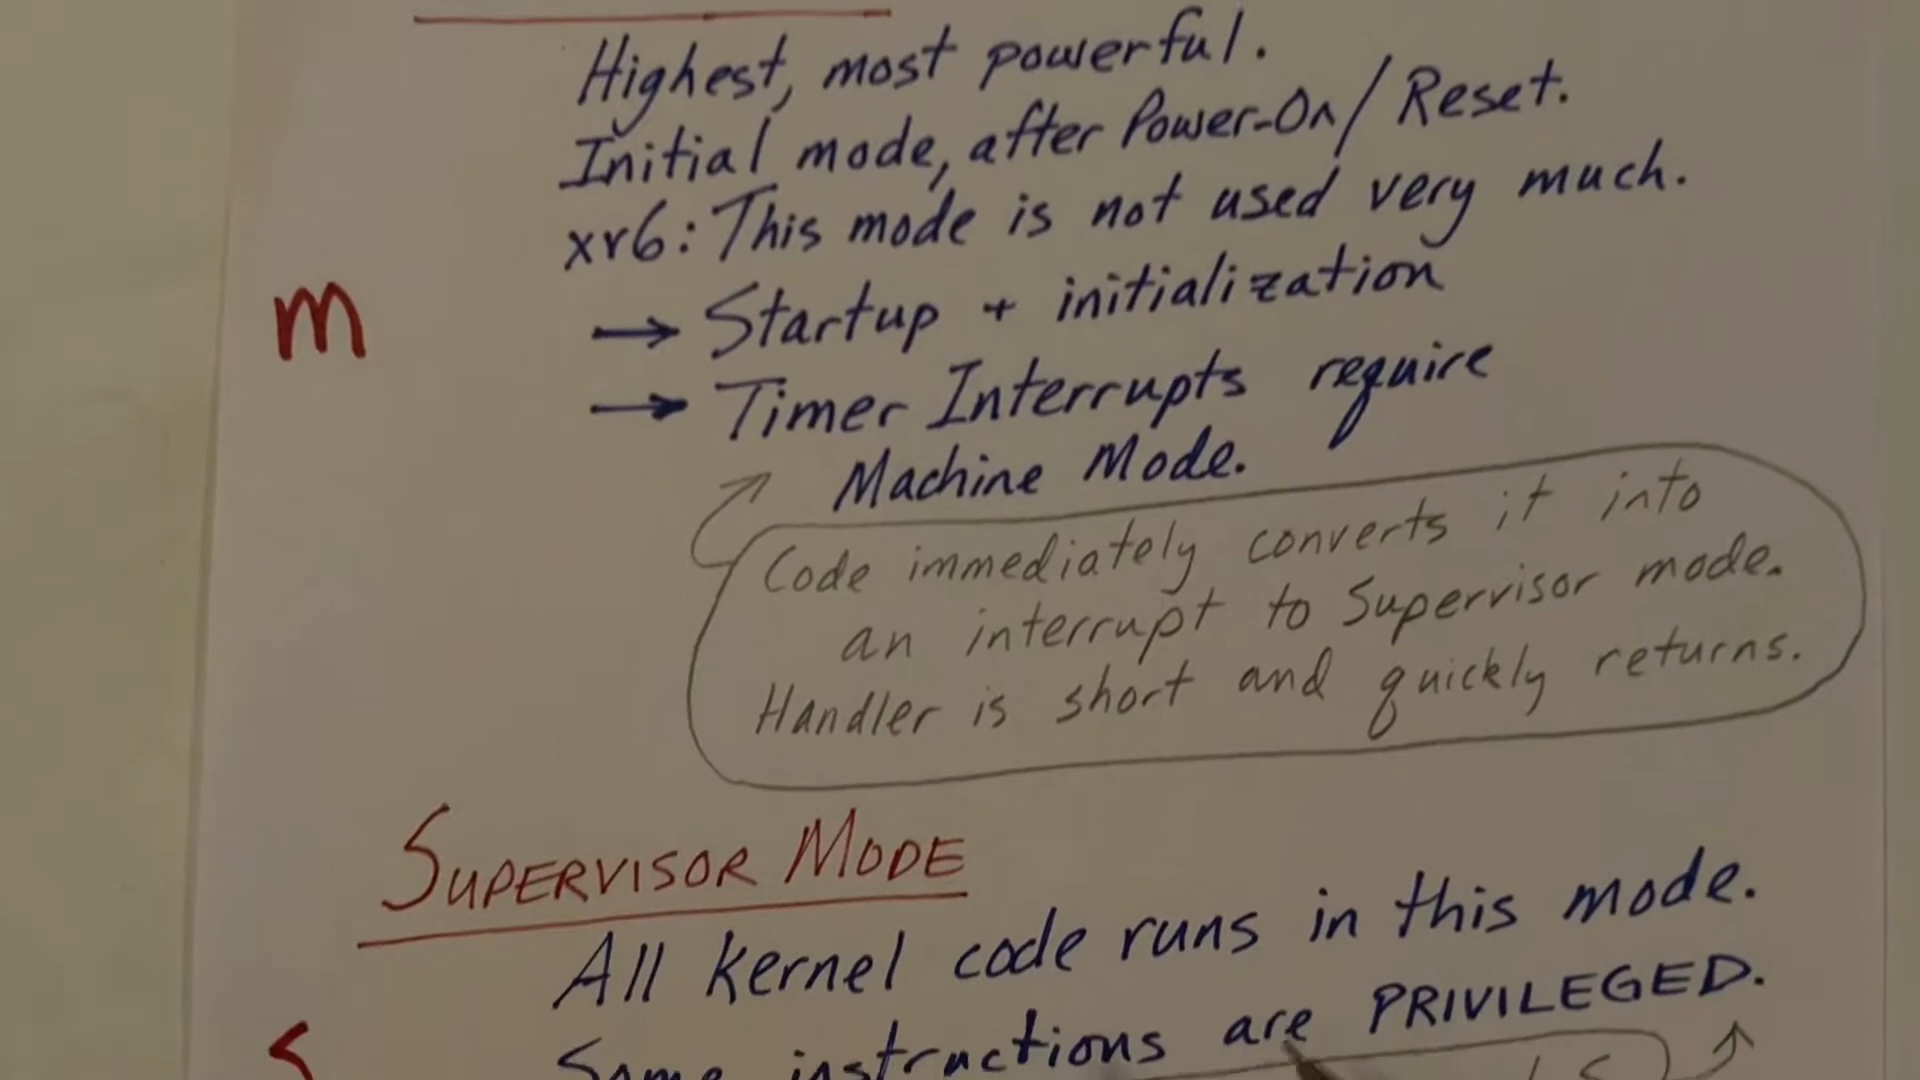 Highest, most powerful.
Initial mode, after Power-On/Reset.
xv6: This mode is not used very much.
m
→ Startup + initialization
→ Timer Interrupts require
Machine Mode.
Code immediately converts it into
an interrupt to Supervisor mode.
Handler is short and quickly returns.
SUPERVISOR MODE
All kernel code runs in this mode.
Some instructions are PRIVILEGED.